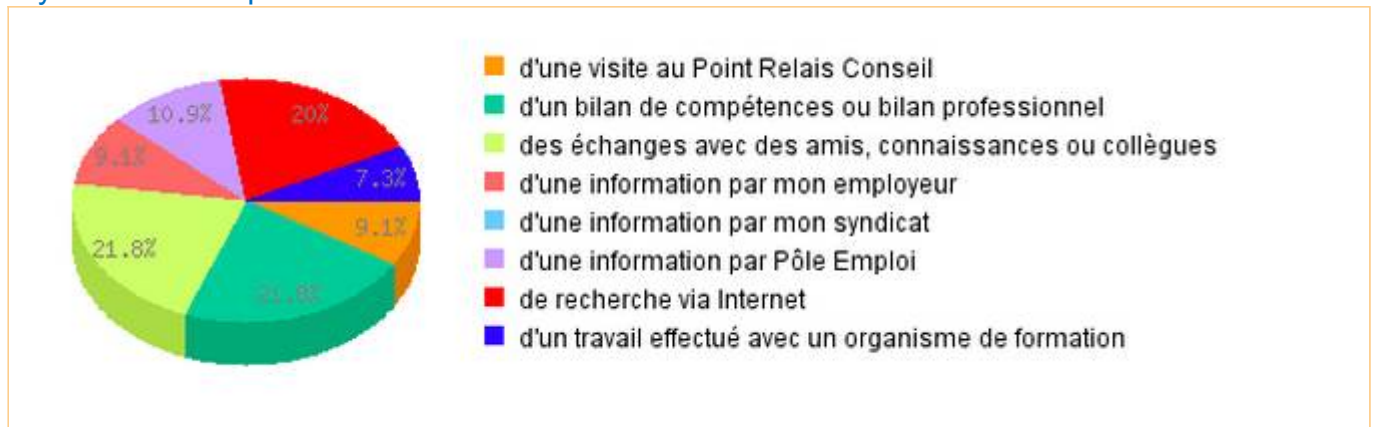 10.9%
20%
9.1%
7.3%
9.1%
21.8%
21.8%
d'une visite au Point Relais Conseil
d'un bilan de compétences ou bilan professionnel
des échanges avec des amis, connaissances ou collègues
d'une information par mon employeur
d'une information par mon syndicat
d'une information par Pôle Emploi
de recherche via Internet
d'un travail effectué avec un organisme de formation